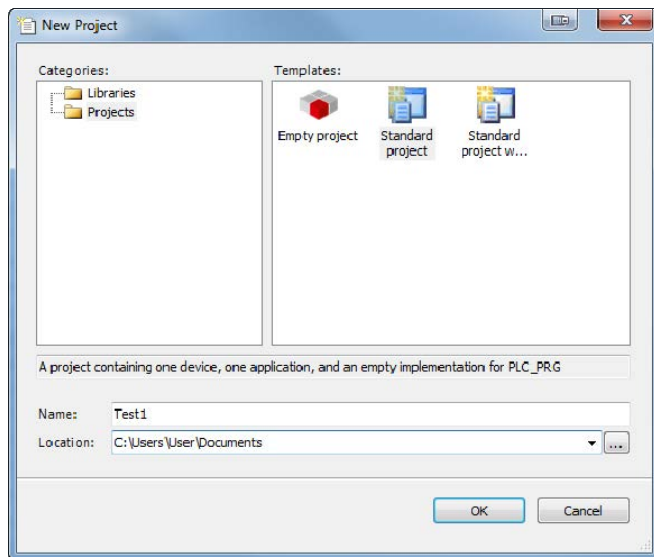 New Project
Categories:
Templates:
Libraries
Projects
Empty project
Standard
project
Standard
project w...
A project containing one device, one application, and an empty implementation for PLC_PRG
Name:
Test1
Location:
C:\Users\User\Documents
...
OK
Cancel